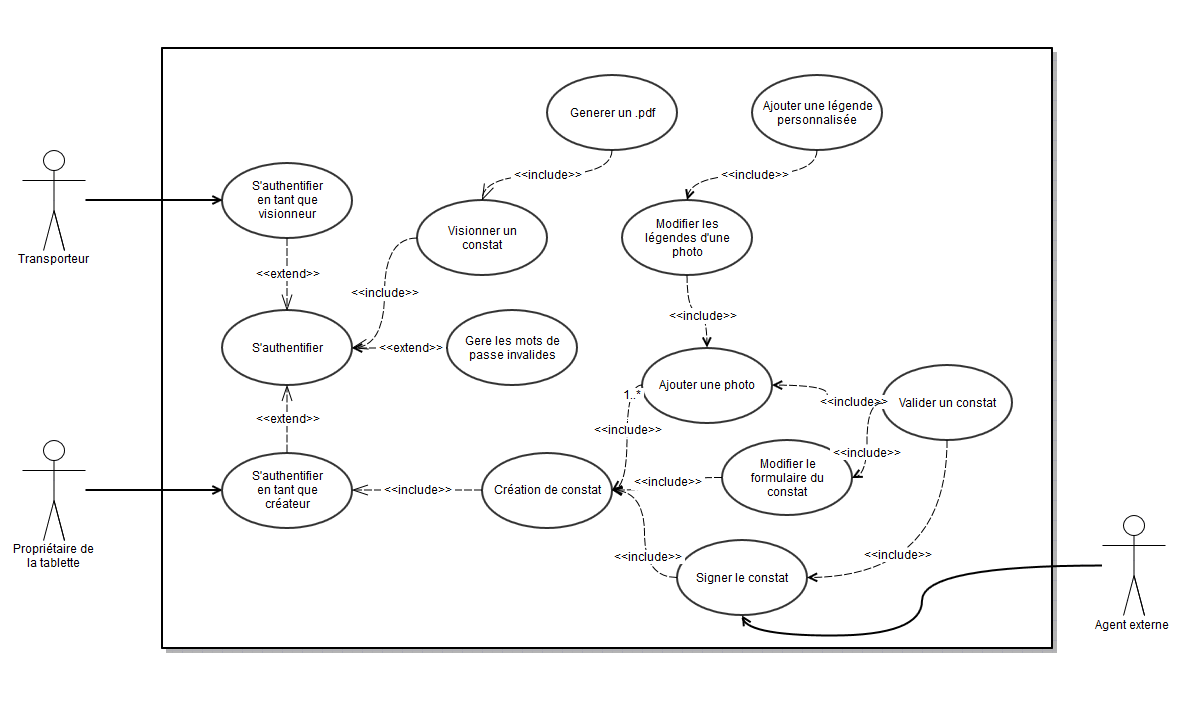 Generer un .pdf
Ajouter une légende
personnalisée
<<include>>
<<include>>
S'authentifier
en tant que
visionneur
Transporteur
Visionner un
constat
Modifier les
légendes d'une
photo
<<extend>>
<<include>>
<<include>>
S'authentifier
<<extend>>
Gere les mots de
passe invalides
Ajouter une photo
1..*
<<include>>
Valider un constat
<<extend>>
<<include>>
<<include>>
S'authentifier
en tant que
créateur
<<include>>
Création de constat
<<include>>
Modifier le
formulaire du
constat
Propriétaire de
la tablette
<<include>>
<<include>>
Signer le constat
Agent externe